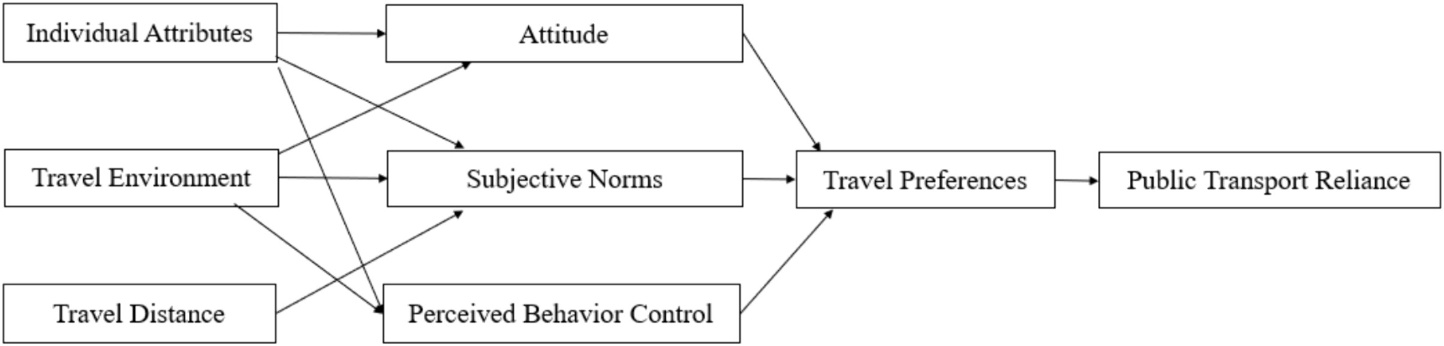 Individual Attributes
Attitude
Travel Environment
Subjective Norms
Travel Preferences
Public Transport Reliance
Travel Distance
Perceived Behavior Control